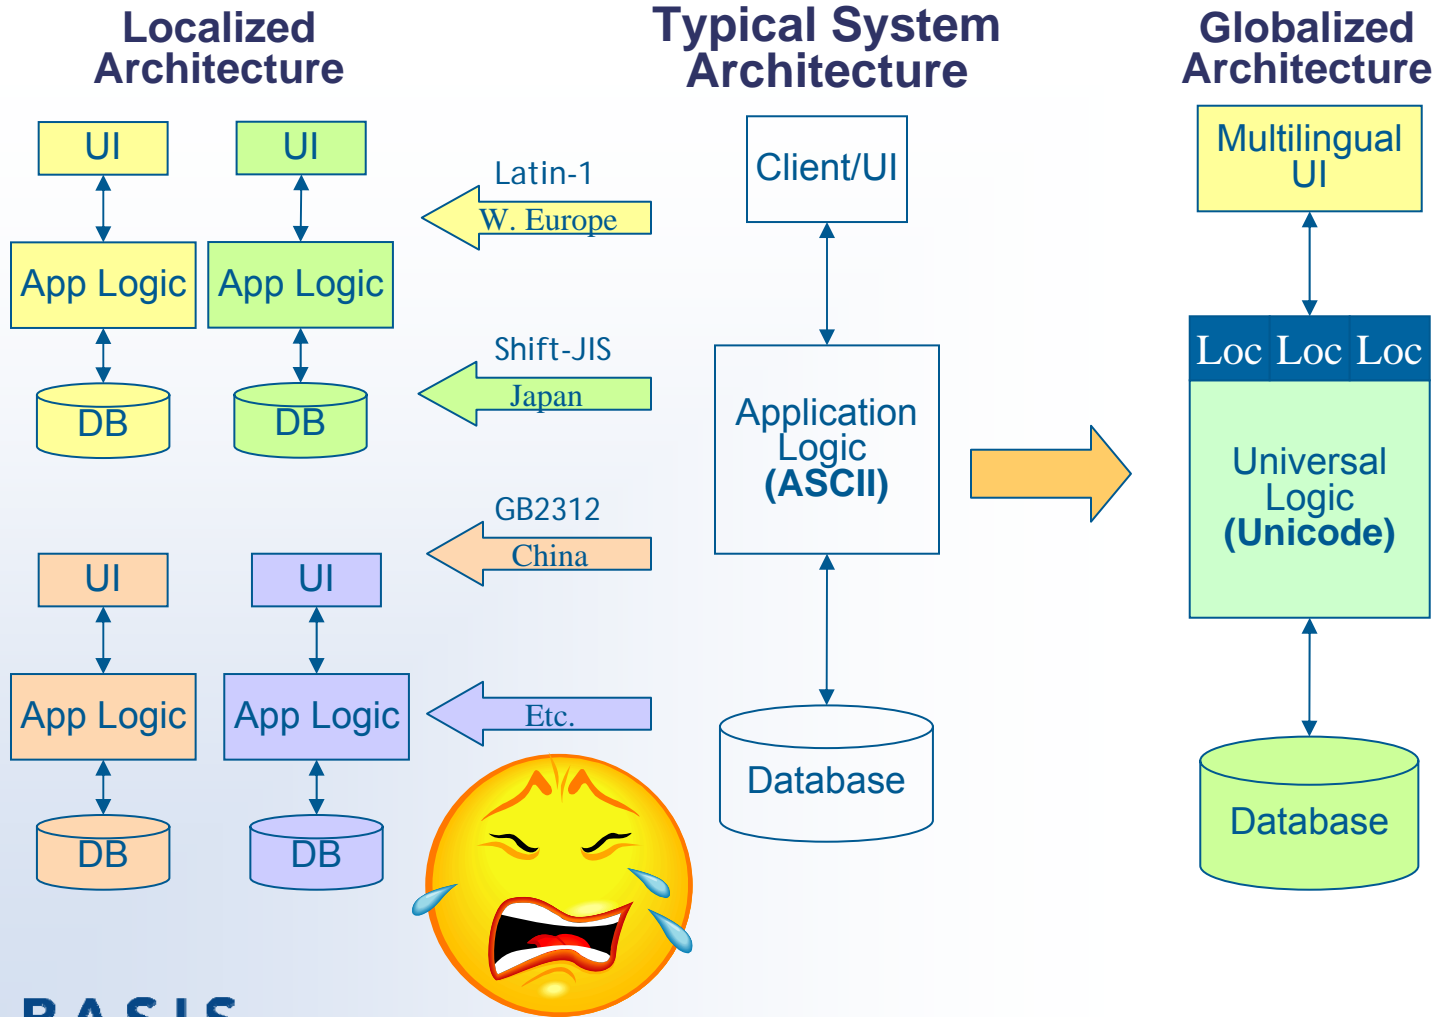 Localized
Architecture
UI
UI
App Logic
App Logic
DB
DB
UI
UI
App Logic
App Logic
DB
DB
Latin-1
W. Europe
Shift-JIS
Japan
GB2312
China
Etc.
Typical System
Architecture
Client/UI
Application
Logic
(ASCII)
Database
Globalized
Architecture
Multilingual
UI
Loc Loc Loc
Universal
Logic
(Unicode)
Database
BASIS